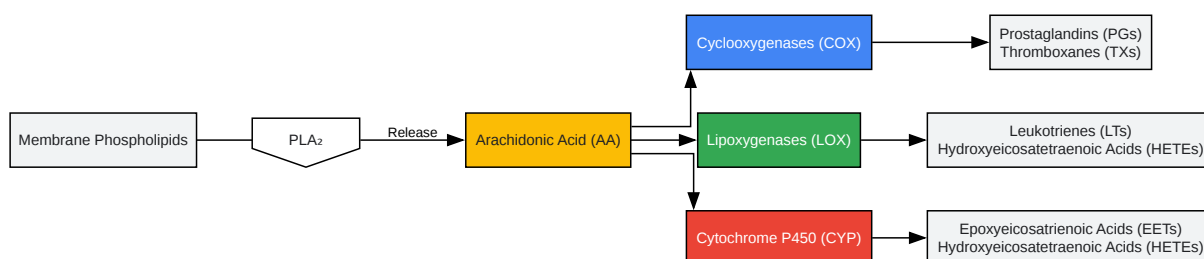 Membrane Phospholipids
PLA₂
Release
Arachidonic Acid (AA)
Cyclooxygenases (COX)
Prostaglandins (PGs)
Thromboxanes (TXs)
Lipoxygenases (LOX)
Leukotrienes (LTs)
Hydroxyeicosatetraenoic Acids (HETEs)
Cytochrome P450 (CYP)
Epoxyeicosatrienoic Acids (EETs)
Hydroxyeicosatetraenoic Acids (HETEs)